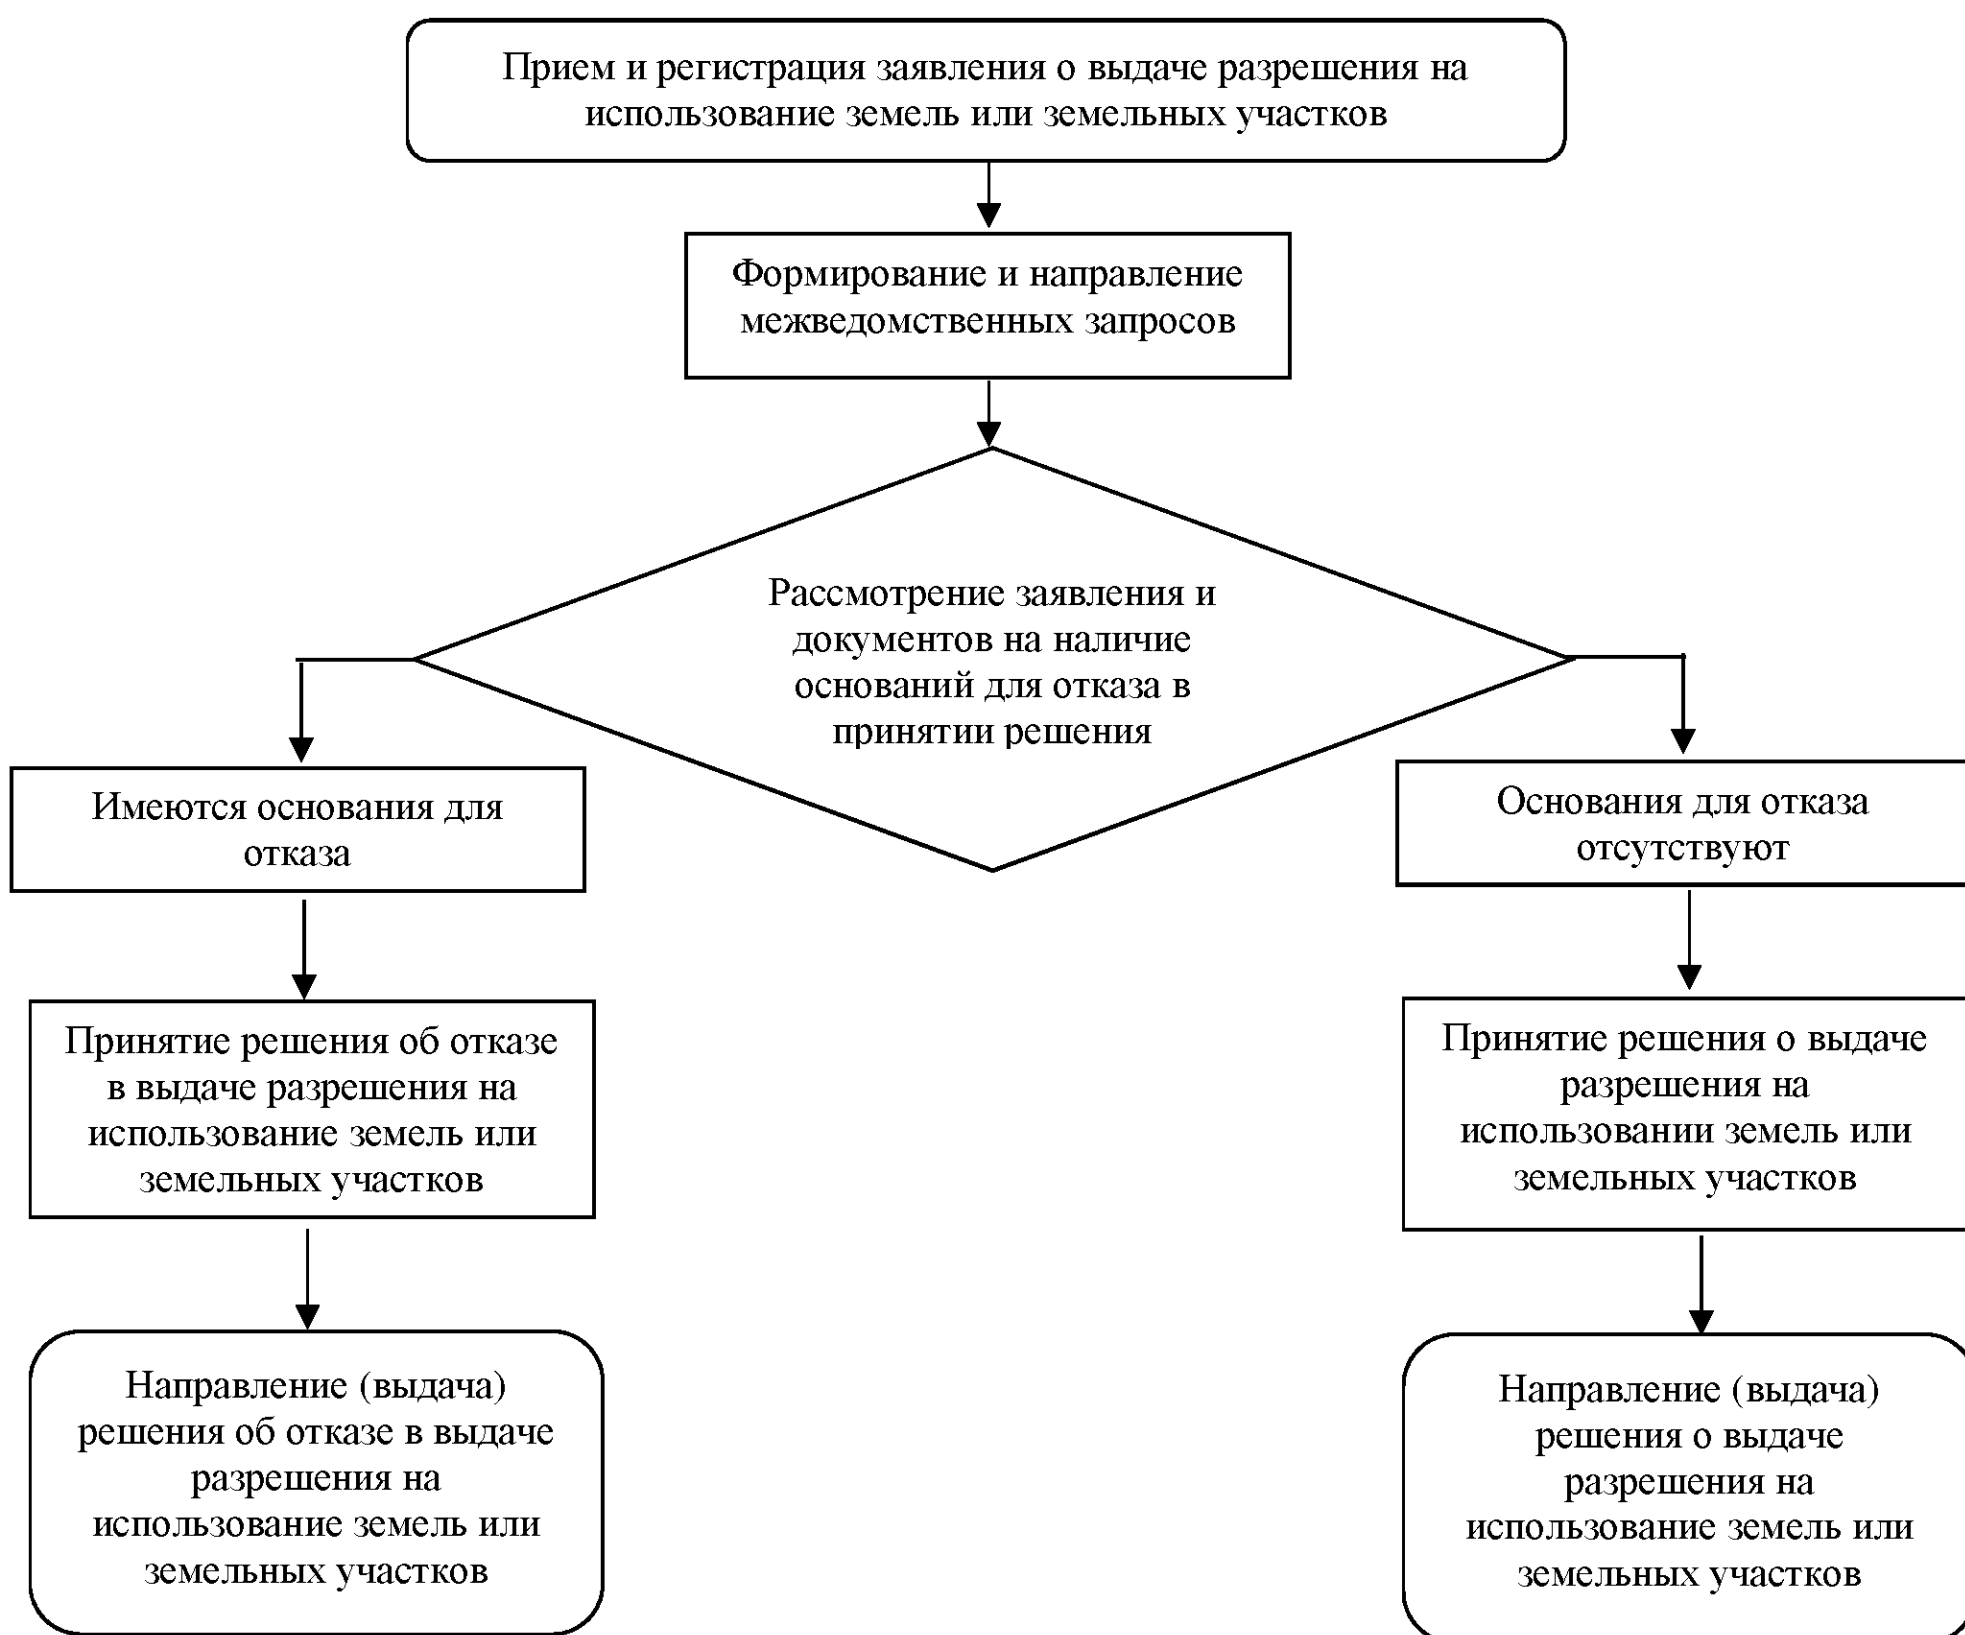 Прием и регистрация заявления о выдаче разрешения на
использование земель или земельных участков
Формирование и направление
межведомственных запросов
Рассмотрение заявления и
документов на наличие
оснований для отказа в
принятии решения
Имеются основания для
отказа
Основания для отказа
отсутствуют
Принятие решения об отказе
в выдаче разрешения на
использование земель или
земельных участков
Принятие решения о выдаче
разрешения на
использовании земель или
земельных участков
Направление (выдача)
решения об отказе в выдаче
разрешения на
использование земель или
земельных участков
Направление (выдача)
решения о выдаче
разрешения на
использование земель или
земельных участков